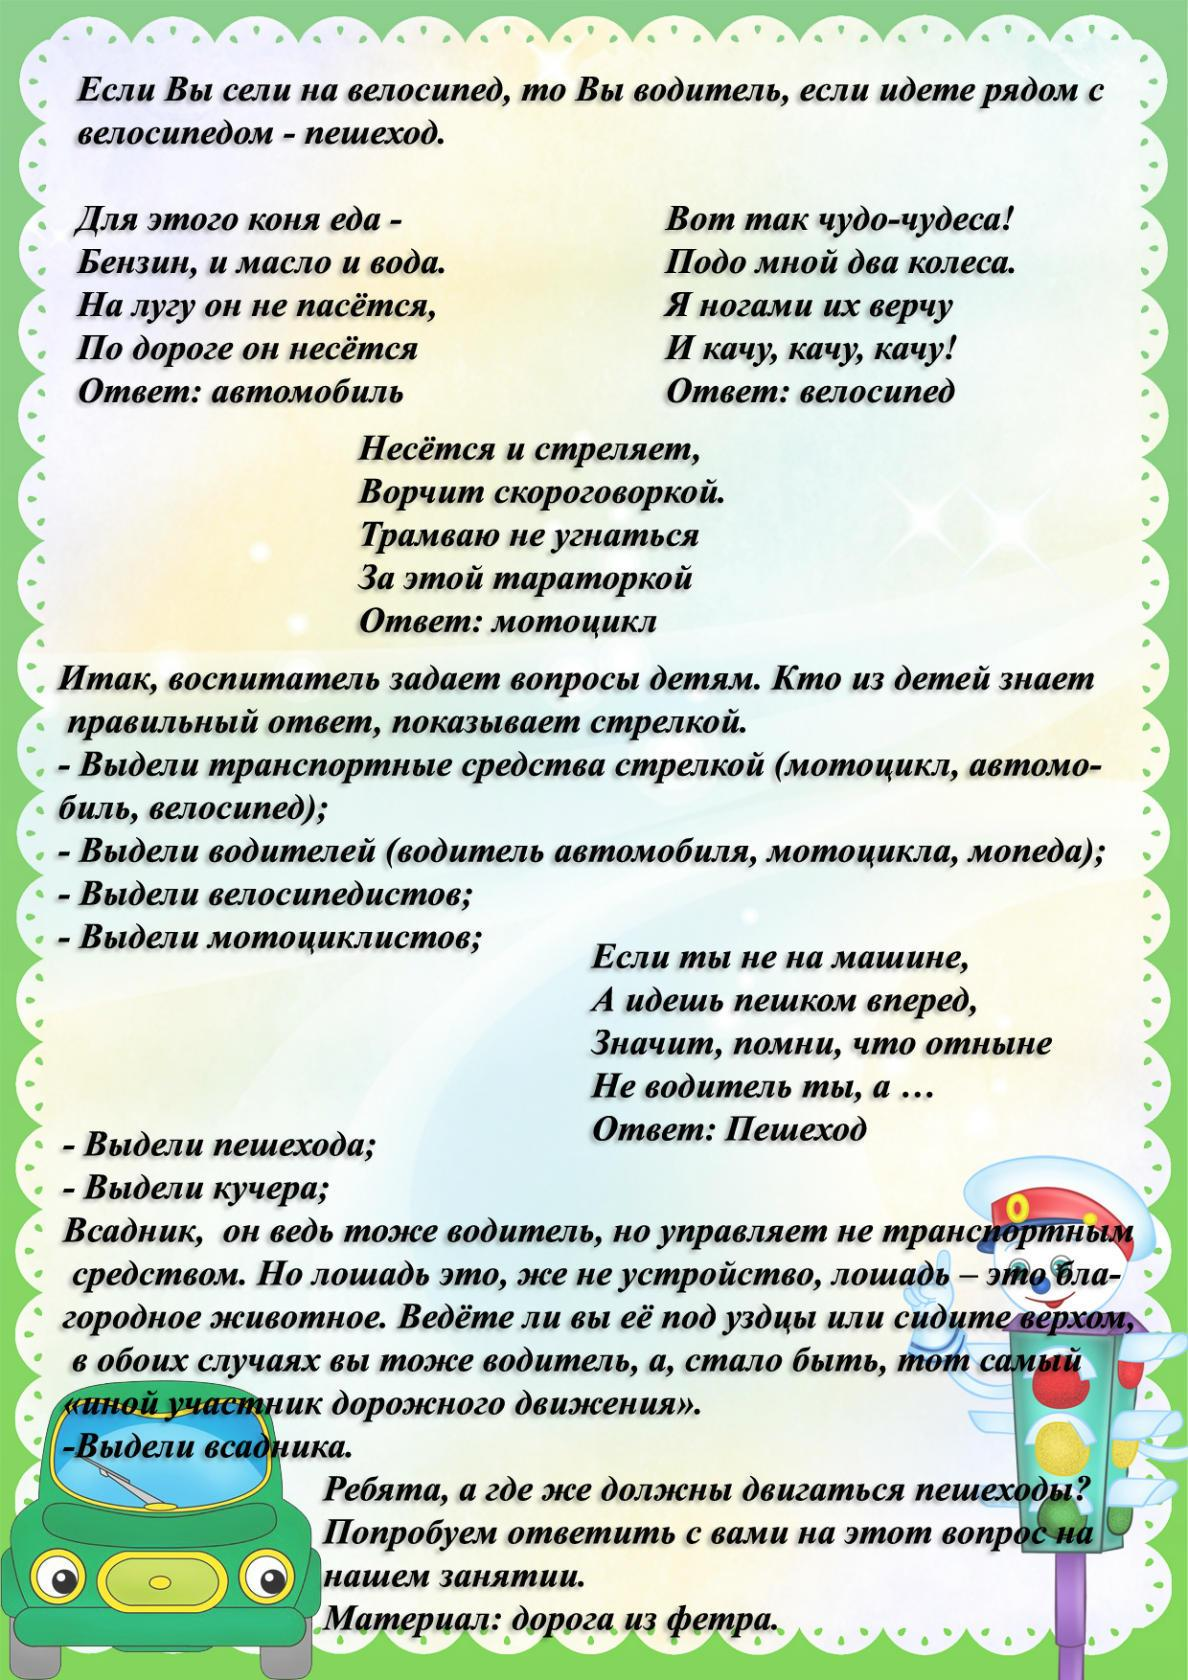 Если Вы сели на велосипед, то Вы водитель, если идете рядом с
велосипедом - пешеход.
Для этого коня еда -
Бензин, и масло и вода.
На лугу он не пасётся,
По дороге он несётся
Ответ: автомобиль
Вот так чудо-чудеса!
Подо мной два колеса.
Я ногами их верчу
И качу, качу, качу!
Ответ: велосипед
Несётся и стреляет,
Ворчит скороговоркой.
Трамваю не угнаться
За этой тараторкой
Ответ: мотоцикл
Итак, воспитатель задает вопросы детям. Кто из детей знает
правильный ответ, показывает стрелкой.
- Выдели транспортные средства стрелкой (мотоцикл, автомо-
биль, велосипед);
- Выдели водителей (водитель автомобиля, мотоцикла, мопеда);
- Выдели велосипедистов;
- Выдели мотоциклистов;
Если ты не на машине,
А идешь пешком вперед,
Значит, помни, что отныне
Не водитель ты, а …
Ответ: Пешеход
- Выдели пешехода;
- Выдели кучера;
Всадник,  он ведь тоже водитель, но управляет не транспортным
средством. Но лошадь это, же не устройство, лошадь – это бла-
городное животное. Ведёте ли вы её под уздцы или сидите верхом,
в обоих случаях вы тоже водитель, а, стало быть, тот самый
«иной участник дорожного движения».
-Выдели всадника.
Ребята, а где же должны двигаться пешеходы?
Попробуем ответить с вами на этот вопрос на
нашем занятии.
Материал: дорога из фетра.